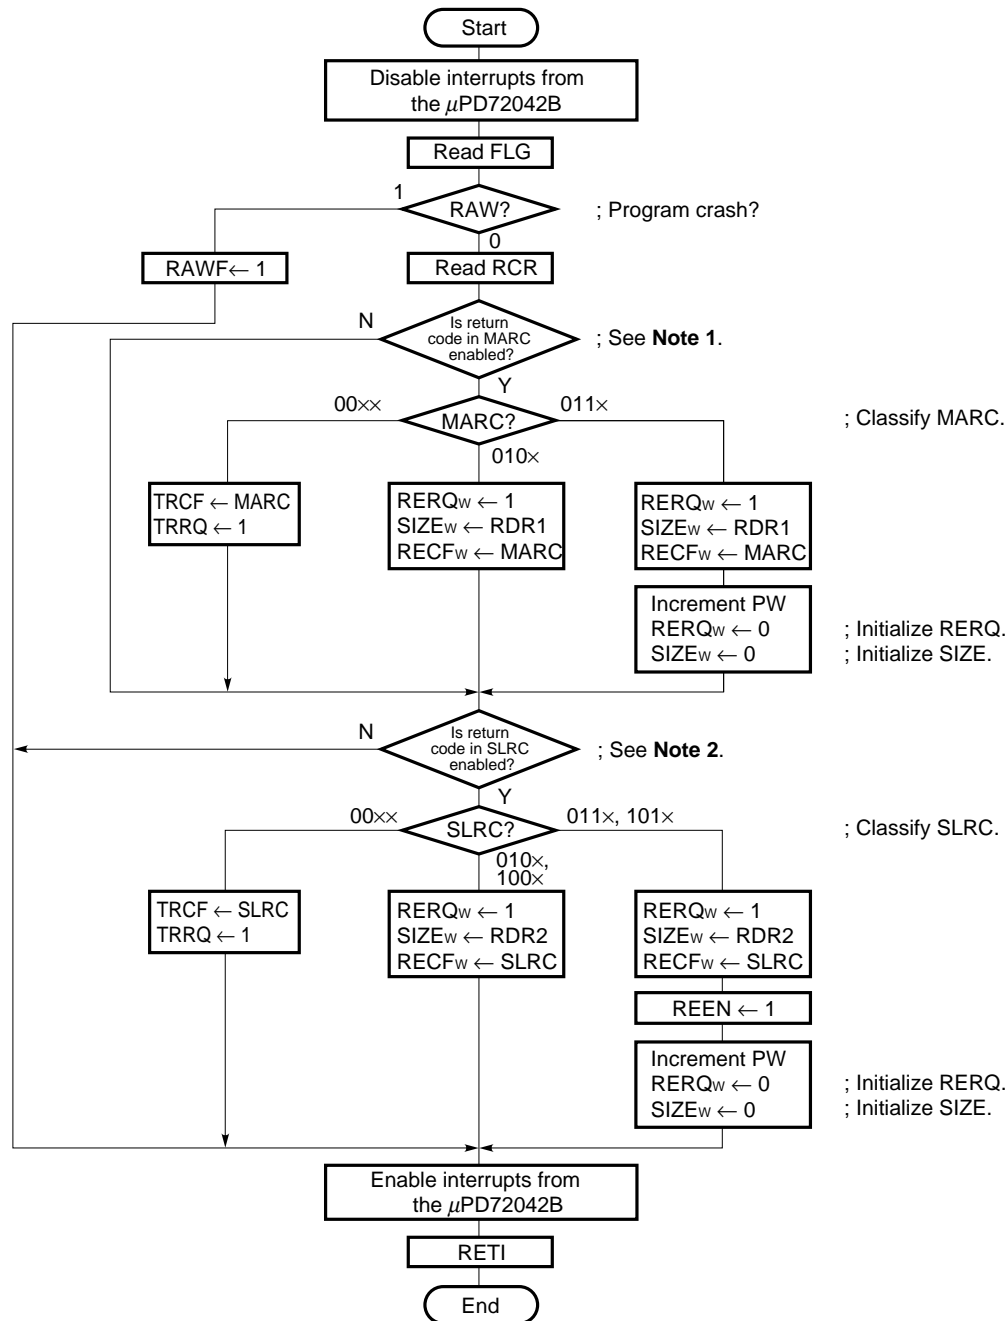 Start
Disable interrupts from
the μPD72042B
Read FLG
1
RAW?
; Program crash?
0
RAWF← 1
Read RCR
N
Is return
code in MARC
enabled?
; See Note 1.
Y
00××
MARC?
011×
; Classify MARC.
010×
TRCF ← MARC
TRRQ ← 1
RERQW ← 1
SIZEW ← RDR1
RECFW ← MARC
RERQW ← 1
SIZEW ← RDR1
RECFW ← MARC
Increment PW
RERQW ← 0
; Initialize RERQ.
SIZEW ← 0
; Initialize SIZE.
N
Is return
code in SLRC
enabled?
; See Note 2.
Y
00××
SLRC?
011×, 101×
; Classify SLRC.
010×,
100×
TRCF ← SLRC
TRRQ ← 1
RERQW ← 1
SIZEW ← RDR2
RECFW ← SLRC
RERQW ← 1
SIZEW ← RDR2
RECFW ← SLRC
REEN ← 1
Increment PW
RERQW ← 0
; Initialize RERQ.
SIZEW ← 0
; Initialize SIZE.
Enable interrupts from
the μPD72042B
RETI
End